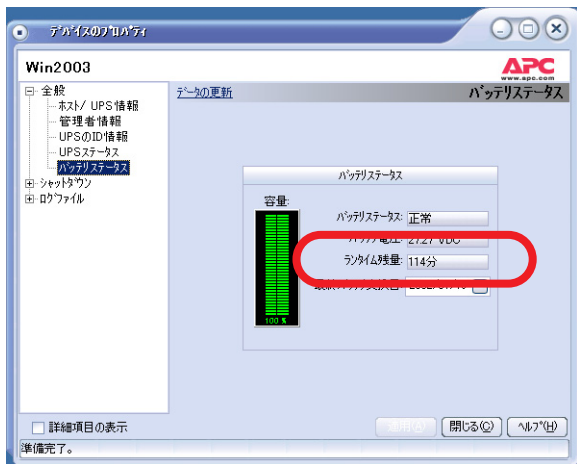 デバイスのプロパティ
Win2003
APC
www.apc.com
全般
ホスト/ UPS情報
管理者情報
UPSのID情報
UPSステータス
バッテリステータス
シャットダウン
ログファイル
データの更新
バッテリステータス
バッテリステータス
容量:
100 %
バッテリステータス: 正常
27.27 VDC
ランタイム残量: 114分
詳細項目の表示
適用(A)
閉じる(C)
ヘルプ(H)
準備完了。